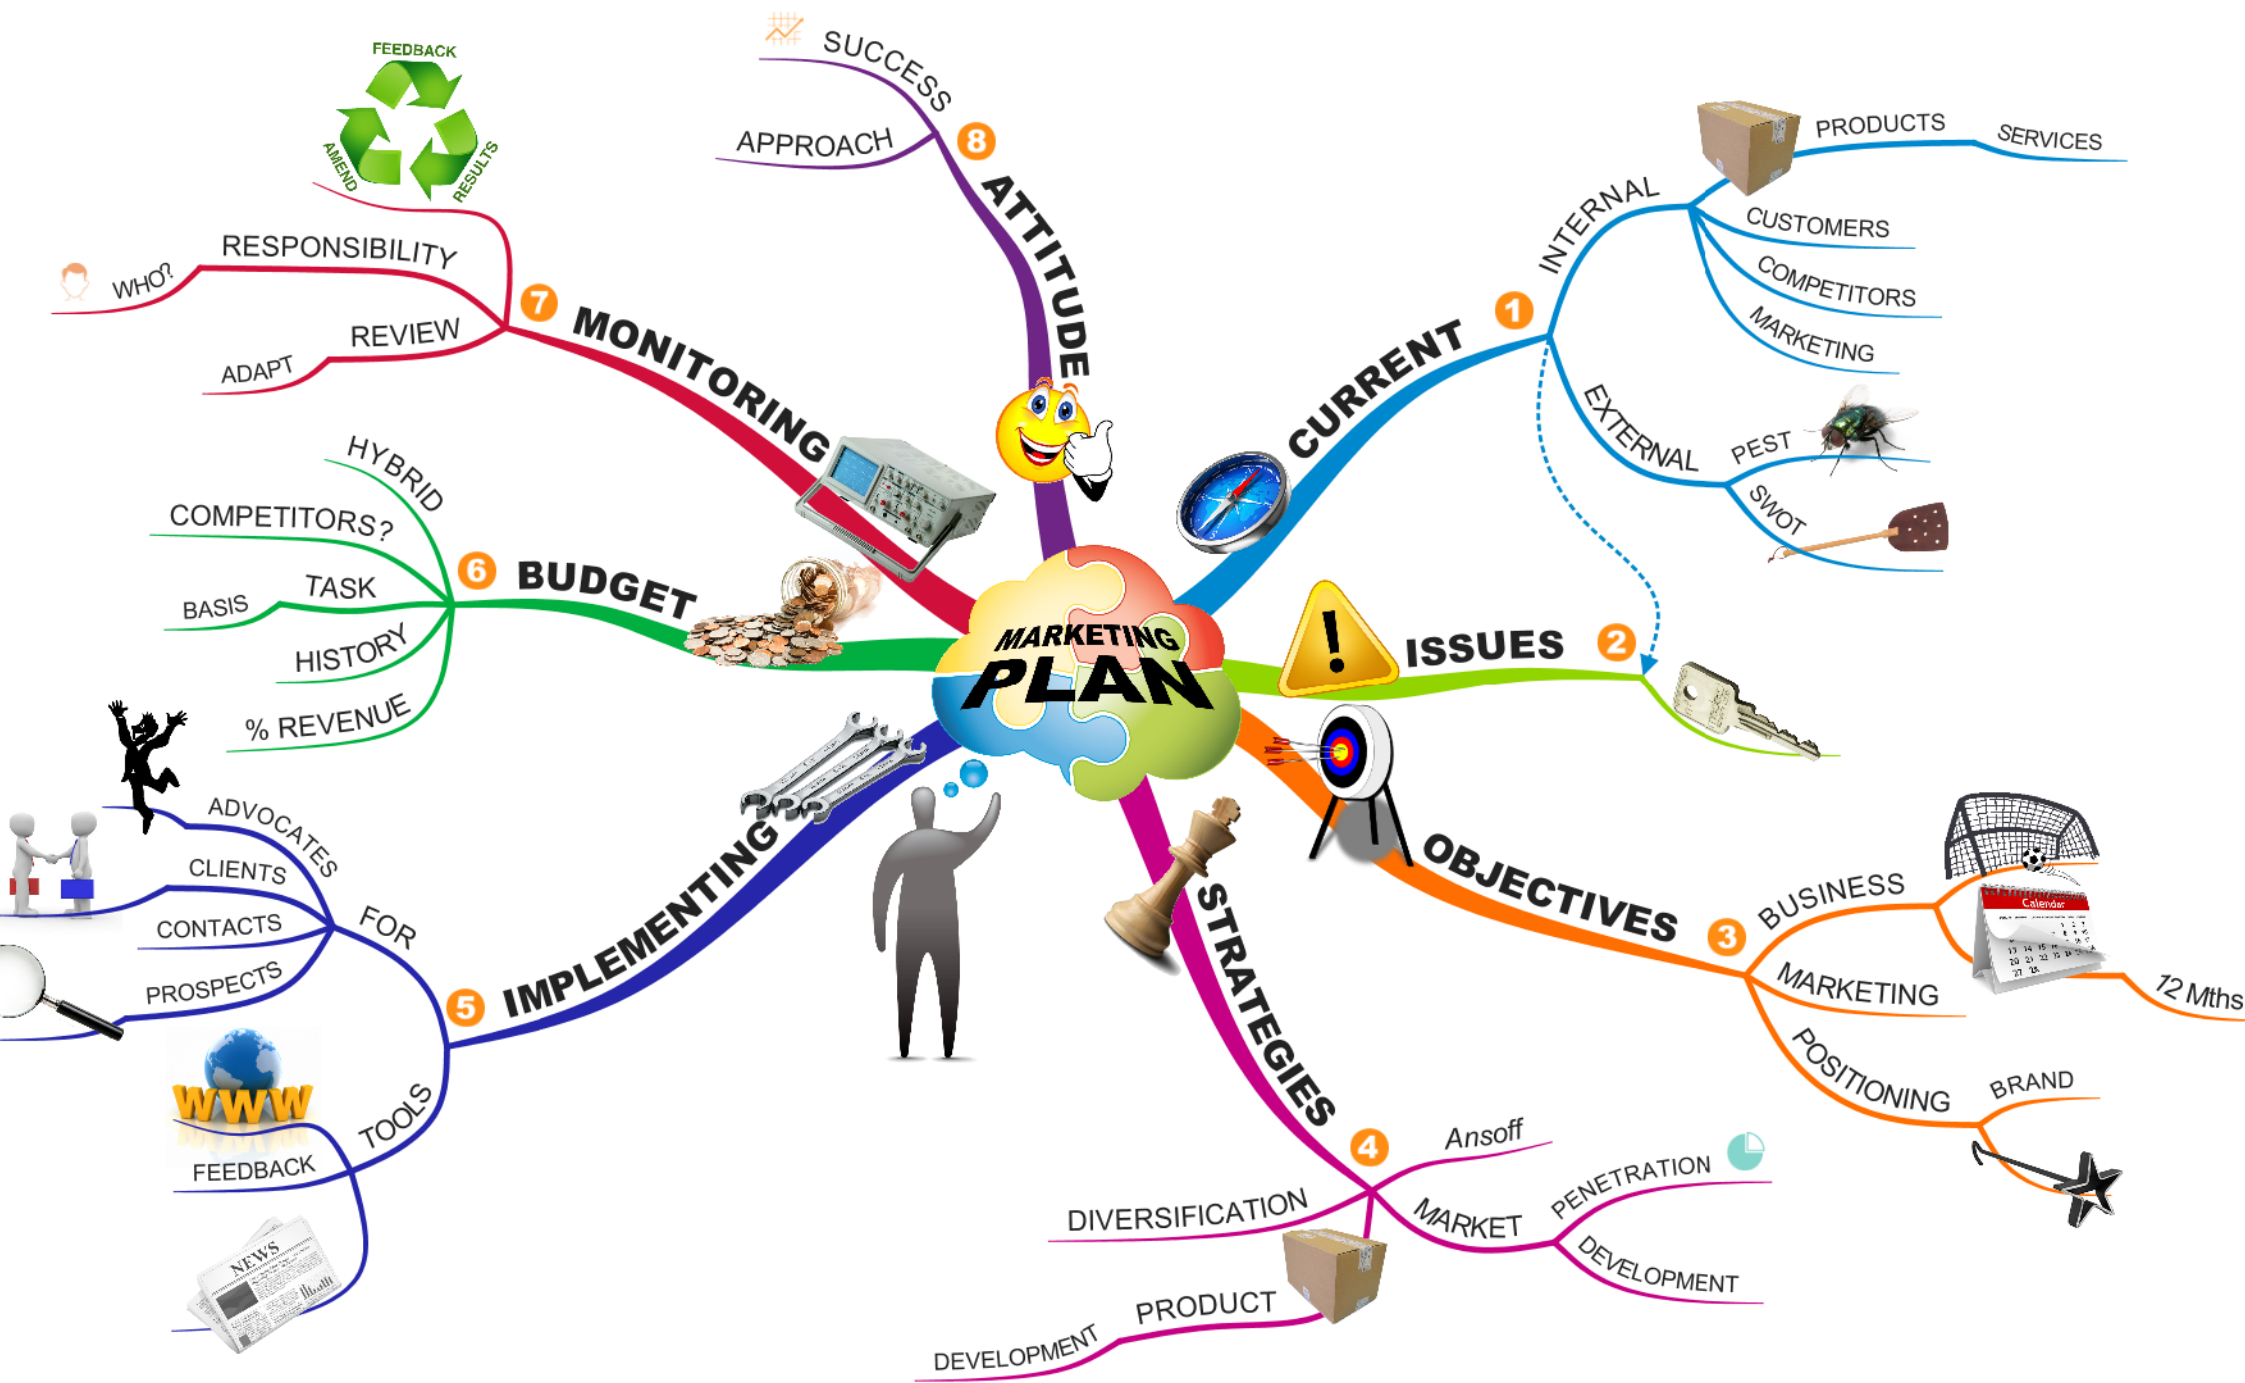 MARKETING
PLAN
1
CURRENT
INTERNAL
PRODUCTS
SERVICES
CUSTOMERS
COMPETITORS
MARKETING
EXTERNAL
PEST
SWOT
2
ISSUES
3
OBJECTIVES
BUSINESS
Calendar
12 Mths
MARKETING
POSITIONING
BRAND
4
STRATEGIES
Ansoff
MARKET
PENETRATION
DEVELOPMENT
PRODUCT
DEVELOPMENT
DIVERSIFICATION
5
IMPLEMENTING
FOR
ADVOCATES
CLIENTS
CONTACTS
PROSPECTS
TOOLS
WWW
FEEDBACK
NEWS
6
BUDGET
HYBRID
COMPETITORS?
TASK
BASIS
HISTORY
% REVENUE
7
MONITORING
FEEDBACK
RESULTS
AMEND
RESPONSIBILITY
WHO?
REVIEW
ADAPT
8
ATTITUDE
SUCCESS
APPROACH